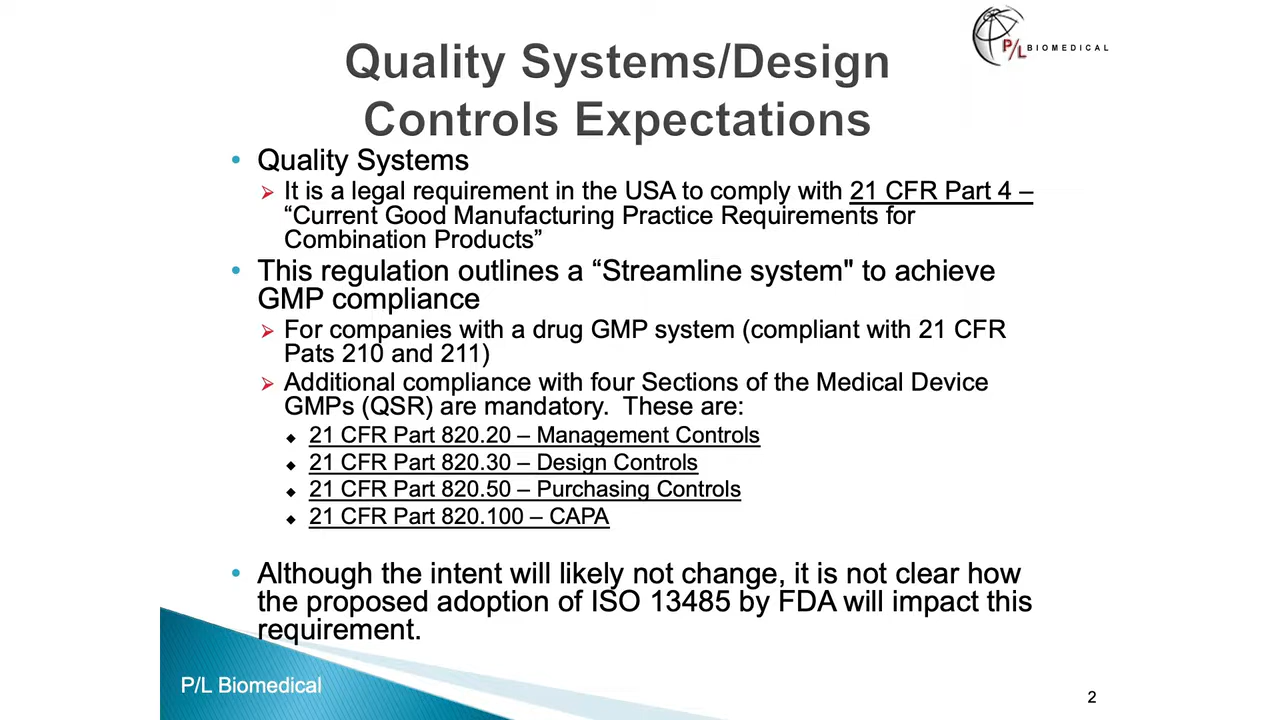 P/L BIOMEDICAL
Quality Systems/Design
Controls Expectations
• Quality Systems
➢ It is a legal requirement in the USA to comply with 21 CFR Part 4 –
“Current Good Manufacturing Practice Requirements for
Combination Products”
• This regulation outlines a “Streamline system" to achieve
GMP compliance
➢ For companies with a drug GMP system (compliant with 21 CFR
Pats 210 and 211)
➢ Additional compliance with four Sections of the Medical Device
GMPs (QSR) are mandatory.  These are:
◆ 21 CFR Part 820.20 – Management Controls
◆ 21 CFR Part 820.30 – Design Controls
◆ 21 CFR Part 820.50 – Purchasing Controls
◆ 21 CFR Part 820.100 – CAPA
• Although the intent will likely not change, it is not clear how
the proposed adoption of ISO 13485 by FDA will impact this
requirement.
P/L Biomedical
2